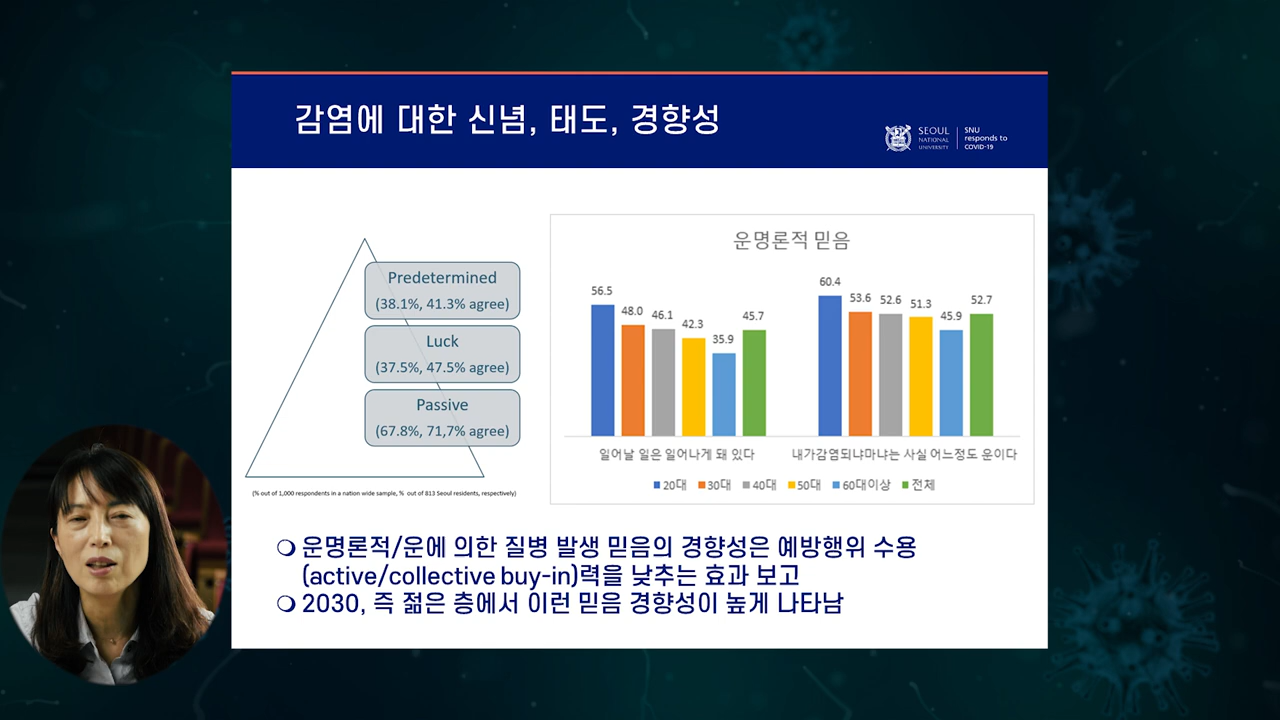 감염에 대한 신념, 태도, 경향성
SEOUL
NATIONAL
UNIVERSITY
SNU
responds to
COVID-19
Predetermined
(38.1%, 41.3% agree)
Luck
(37.5%, 47.5% agree)
Passive
(67.8%, 71,7% agree)
(% out of 1,000 respondents in a nation wide sample, % out of 813 Seoul residents, respectively)
운명론적 믿음
56.5 48.0 46.1 42.3 35.9 45.7
60.4 53.6 52.6 51.3 45.9 52.7
일어날 일은 일어나게 돼 있다
내가감염되냐마냐는 사실 어느정도 운이다
20대 30대 40대 50대 60대이상 전체
❍ 운명론적/운에 의한 질병 발생 믿음의 경향성은 예방행위 수용
(active/collective buy-in)력을 낮추는 효과 보고
❍ 2030, 즉 젊은 층에서 이런 믿음 경향성이 높게 나타남